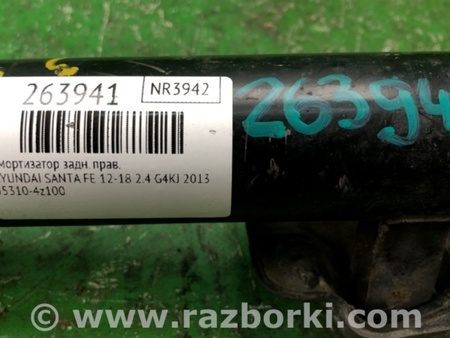 263941
NR3942
мортизатор задн. прав.
YUNDAI SANTA FE 12-18 2.4 G4KJ 2013
5310-4z100
26394
www.razborki.com